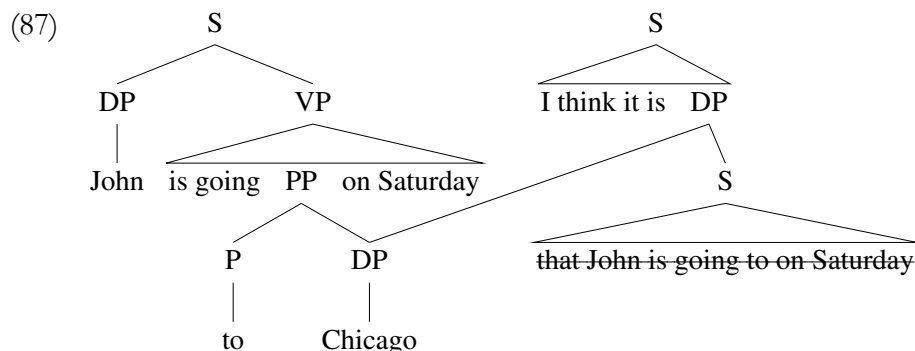 (87) S S
DP VP I think it is DP
John is going PP on Saturday S
P DP that John is going to on Saturday
to Chicago